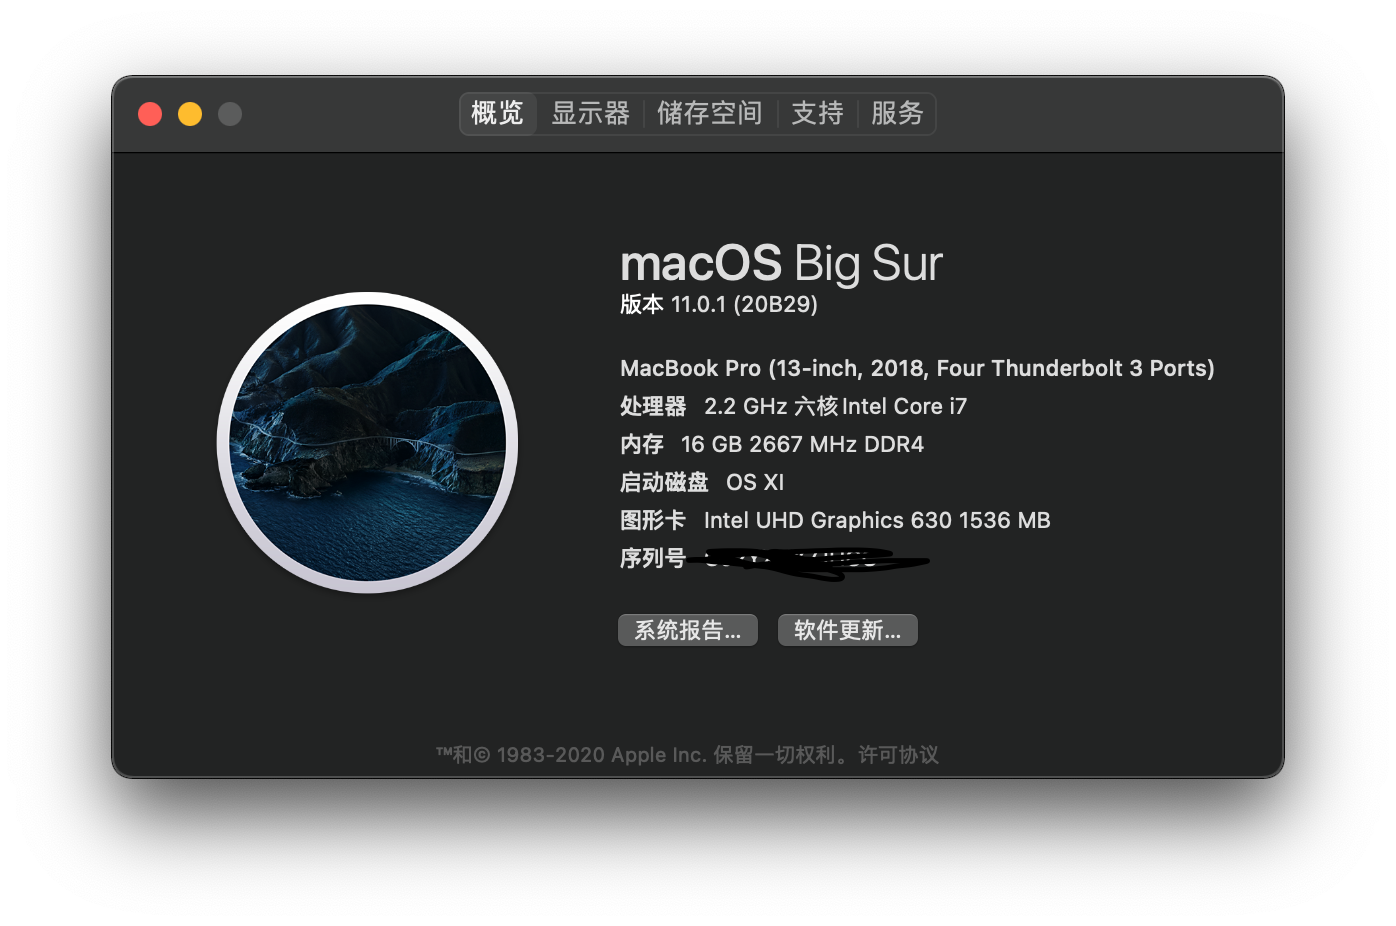 概览 显示器 储存空间 支持 服务
macOS Big Sur
版本 11.0.1 (20B29)
MacBook Pro (13-inch, 2018, Four Thunderbolt 3 Ports)
处理器 2.2 GHz 六核Intel Core i7
内存 16 GB 2667 MHz DDR4
启动磁盘 OS XI
图形卡 Intel UHD Graphics 630 1536 MB
序列号
系统报告... 软件更新...
™和© 1983-2020 Apple Inc. 保留一切权利。许可协议